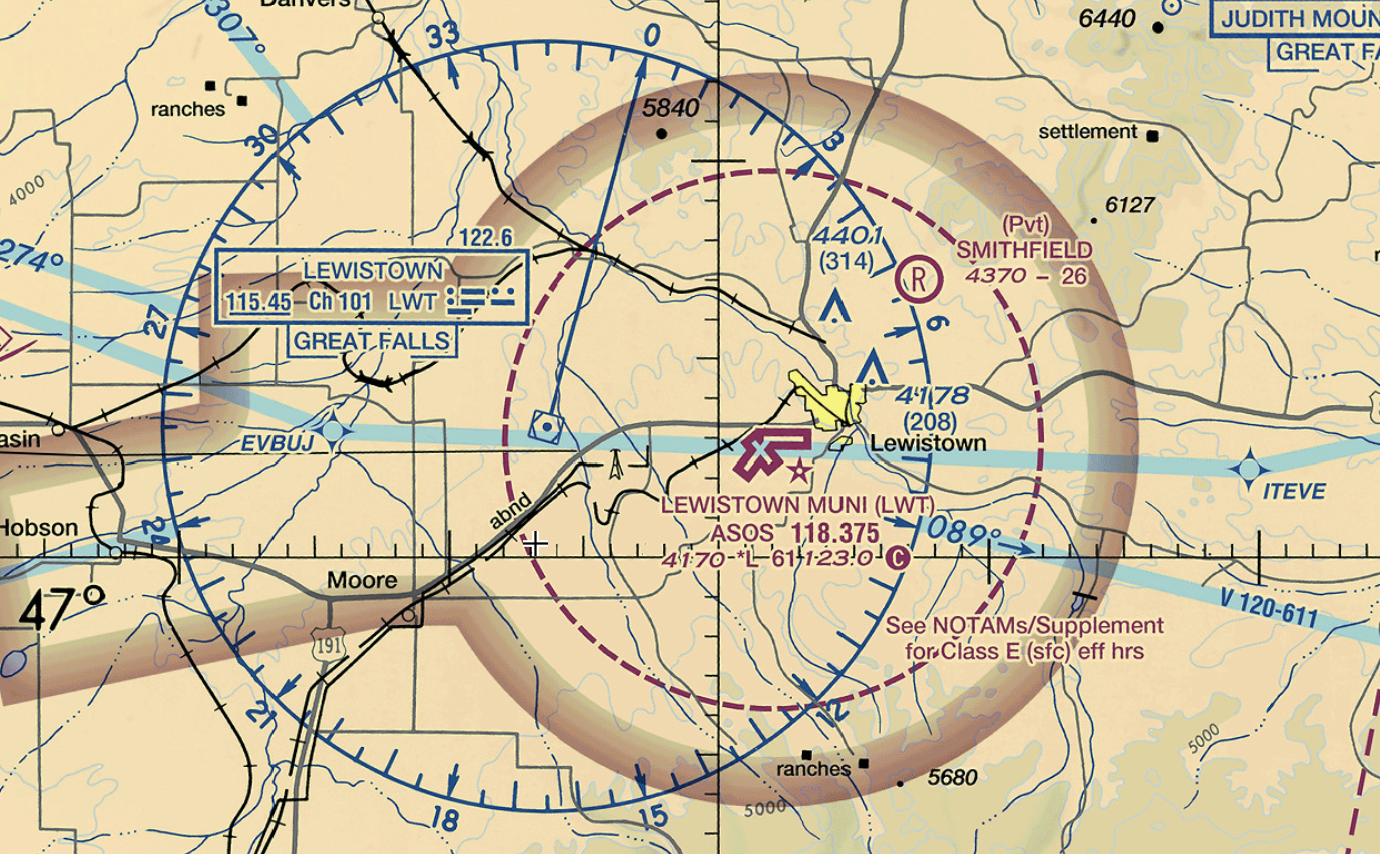 Danvers
307°
33
0
6440
JUDITH MOUN
GREAT FA
ranches
5840
30
3
settlement
4000
6127
(Pvt)
SMITHFIELD
4370 - 26
274°
122.6
LEWISTOWN
115.45 Ch 101 LWT
GREAT FALLS
4401
(314)
R
27
6
4178
(208)
asin
EVBUJ
Lewistown
ITEVE
LEWISTOWN MUNI (LWT)
ASOS 118.375
4170 *L 61 123.0 C
abnd
Hobson
24
089°
Moore
47°
V 120-611
191
See NOTAMs/Supplement
for Class E (sfc) eff hrs
21
12
5000
ranches
5680
5000
18
15